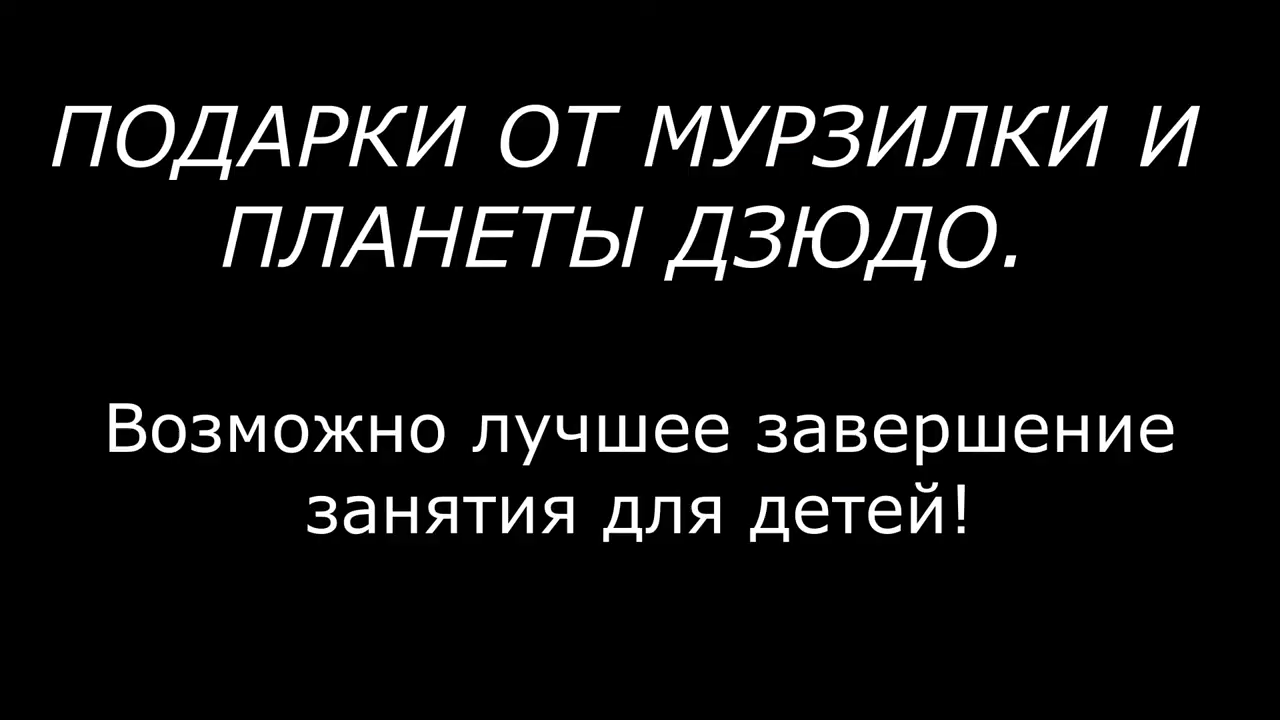 ПОДАРКИ ОТ МУРЗИЛКИ И
ПЛАНЕТЫ ДЗЮДО.
Возможно лучшее завершение
занятия для детей!